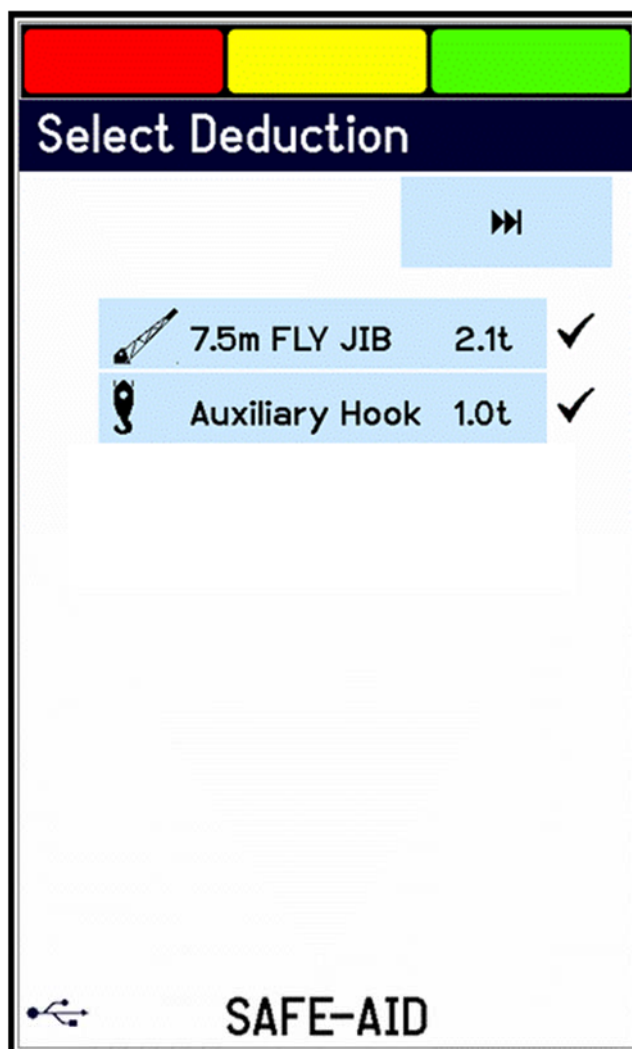 Select Deduction
7.5m FLY JIB 2.1t
Auxiliary Hook 1.0t
SAFE-AID